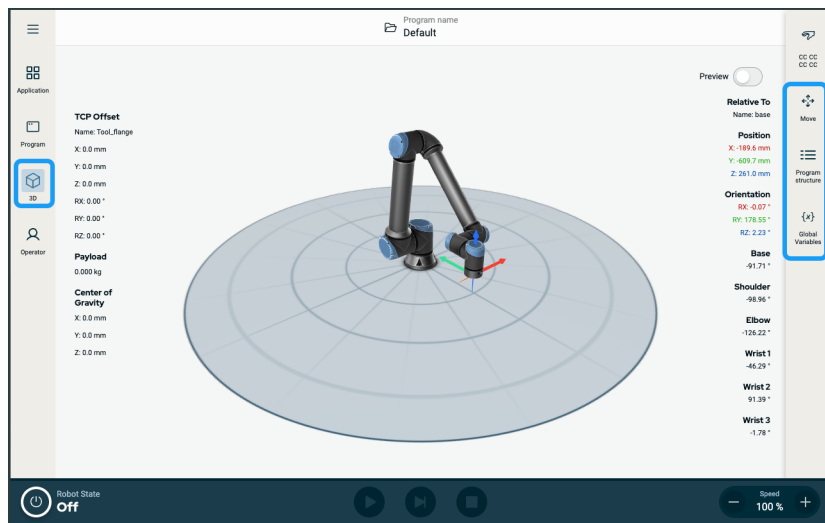 Program name
Default
Application
Program
3D
Operator
TCP Offset
Name: Tool_flange
X: 0.0 mm
Y: 0.0 mm
Z: 0.0 mm
RX: 0.00 °
RY: 0.00 °
RZ: 0.00 °
Payload
0.000 kg
Center of
Gravity
X: 0.0 mm
Y: 0.0 mm
Z: 0.0 mm
Preview
Relative To
Name: base
Position
X: -189.6 mm
Y: -609.7 mm
Z: 261.0 mm
Orientation
RX: -0.07 °
RY: 178.55 °
RZ: 2.23 °
Base
-91.71 °
Shoulder
-98.96 °
Elbow
-126.22 °
Wrist 1
-46.29 °
Wrist 2
91.39 °
Wrist 3
-1.78 °
CC CC
CC CC
Move
Program
structure
{x}
Global
Variables
Robot State
Off
Speed
100 %